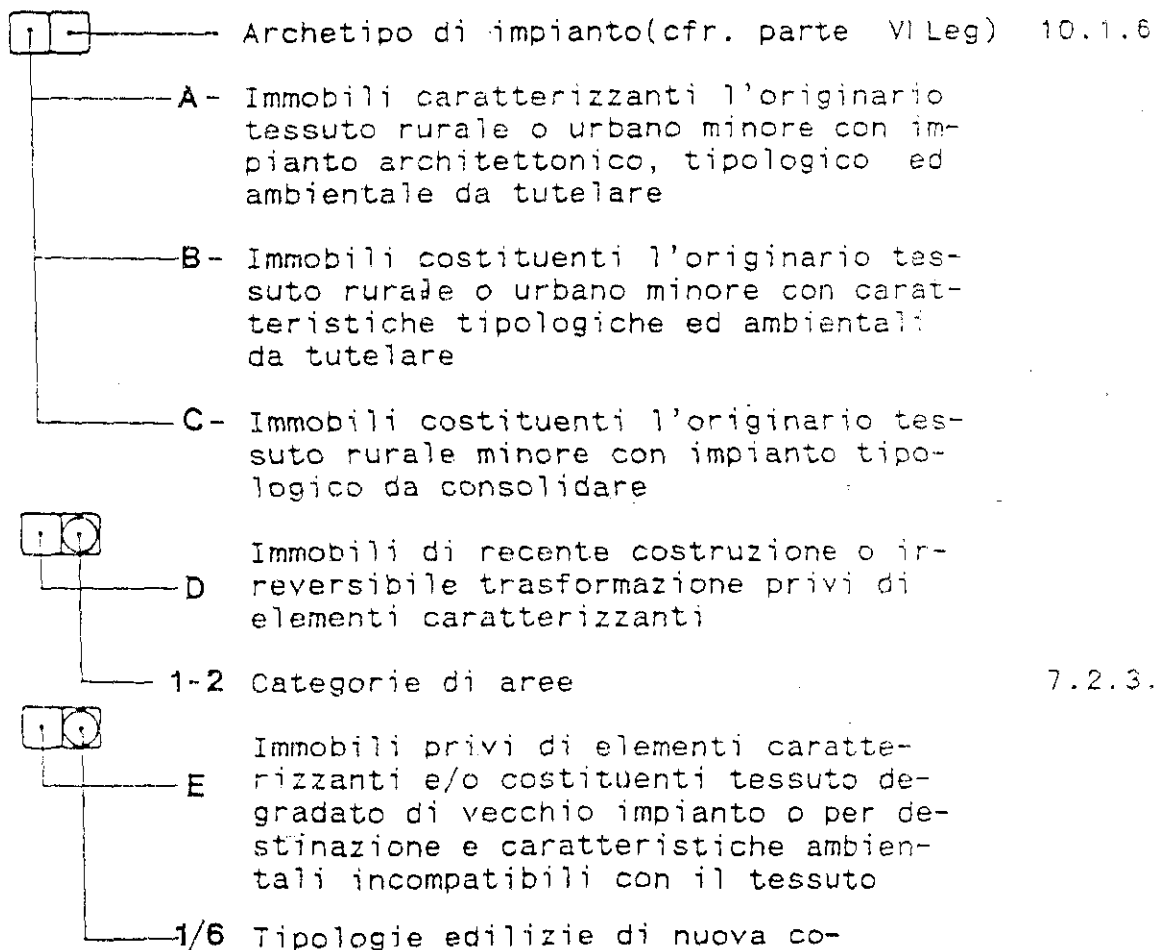 Archetipo di impianto(cfr. parte VI Leg) 10.1.6
A- Immobili caratterizzanti l'originario
tessuto rurale o urbano minore con im-
pianto architettonico, tipologico ed
ambientale da tutelare
B- Immobili costituenti l'originario tes-
suto rurale o urbano minore con carat-
teristiche tipologiche ed ambientali
da tutelare
C- Immobili costituenti l'originario tes-
suto rurale minore con impianto tipo-
logico da consolidare
Immobili di recente costruzione o ir-
D reversibile trasformazione privi di
elementi caratterizzanti
1-2 Categorie di aree 7.2.3.
Immobili privi di elementi caratte-
E rizzanti e/o costituenti tessuto de-
gradato di vecchio impianto o per de-
stinazione e caratteristiche ambien-
tali incompatibili con il tessuto
1/6 Tipologie edilizie di nuova co-